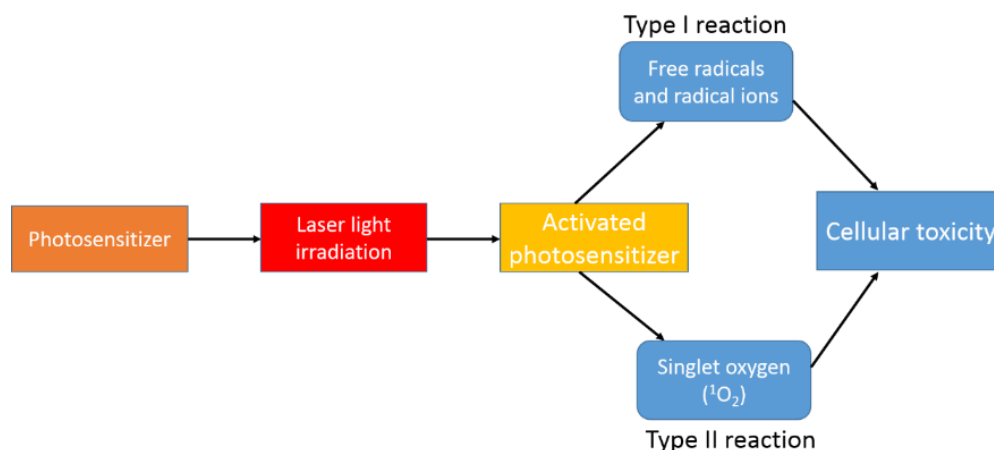 Type I reaction
Free radicals
and radical ions
Photosensitizer
Laser light
irradiation
Activated
photosensitizer
Cellular toxicity
Singlet oxygen
(¹O₂)
Type II reaction